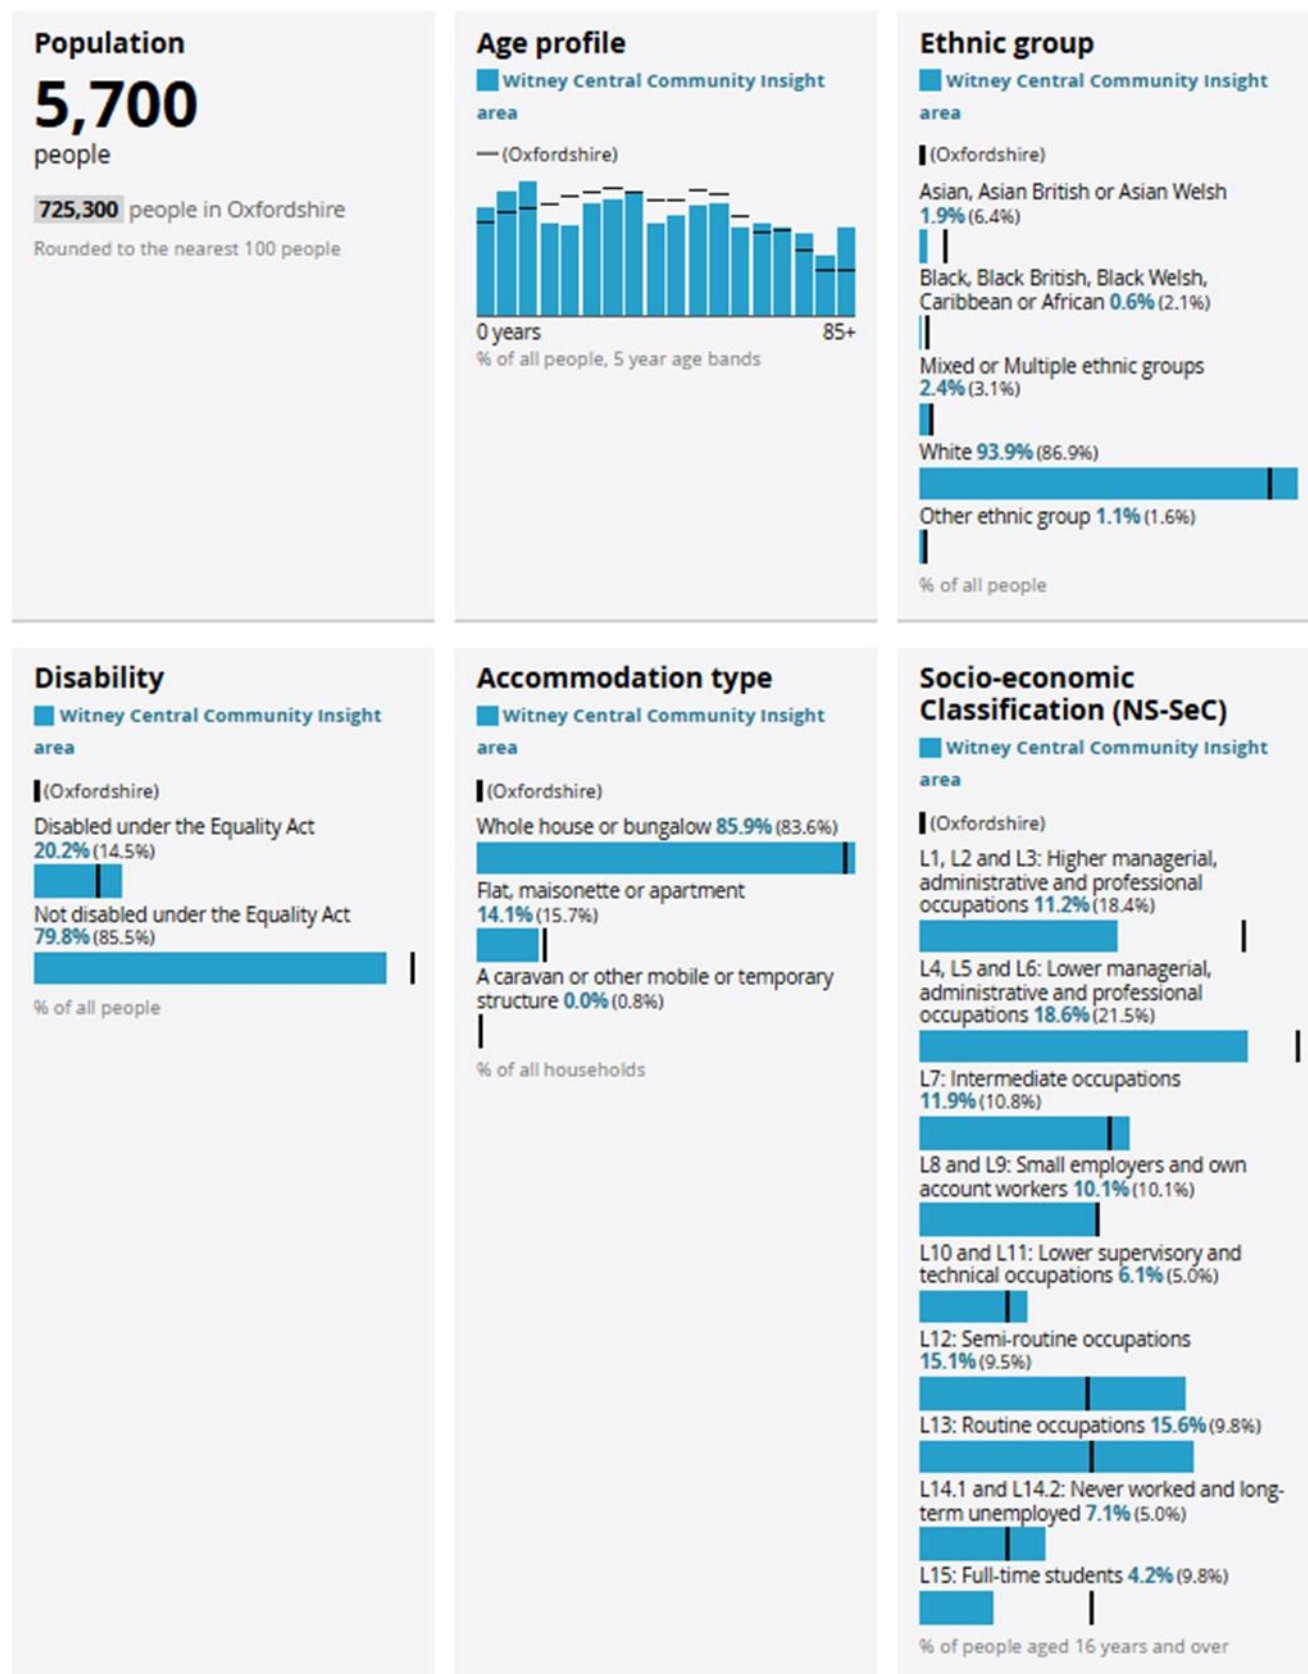 Population
5,700
people
725,300 people in Oxfordshire
Rounded to the nearest 100 people
Age profile
Witney Central Community Insight
area
(Oxfordshire)
0 years 85+
% of all people, 5 year age bands
Ethnic group
Witney Central Community Insight
area
(Oxfordshire)
Asian, Asian British or Asian Welsh
1.9% (6.4%)
Black, Black British, Black Welsh,
Caribbean or African 0.6% (2.1%)
Mixed or Multiple ethnic groups
2.4% (3.1%)
White 93.9% (86.9%)
Other ethnic group 1.1% (1.6%)
% of all people
Disability
Witney Central Community Insight
area
(Oxfordshire)
Disabled under the Equality Act
20.2% (14.5%)
Not disabled under the Equality Act
79.8% (85.5%)
% of all people
Accommodation type
Witney Central Community Insight
area
(Oxfordshire)
Whole house or bungalow 85.9% (83.6%)
Flat, maisonette or apartment
14.1% (15.7%)
A caravan or other mobile or temporary
structure 0.0% (0.8%)
% of all households
Socio-economic
Classification (NS-SeC)
Witney Central Community Insight
area
(Oxfordshire)
L1, L2 and L3: Higher managerial,
administrative and professional
occupations 11.2% (18.4%)
L4, L5 and L6: Lower managerial,
administrative and professional
occupations 18.6% (21.5%)
L7: Intermediate occupations
11.9% (10.8%)
L8 and L9: Small employers and own
account workers 10.1% (10.1%)
L10 and L11: Lower supervisory and
technical occupations 6.1% (5.0%)
L12: Semi-routine occupations
15.1% (9.5%)
L13: Routine occupations 15.6% (9.8%)
L14.1 and L14.2: Never worked and long-
term unemployed 7.1% (5.0%)
L15: Full-time students 4.2% (9.8%)
% of people aged 16 years and over